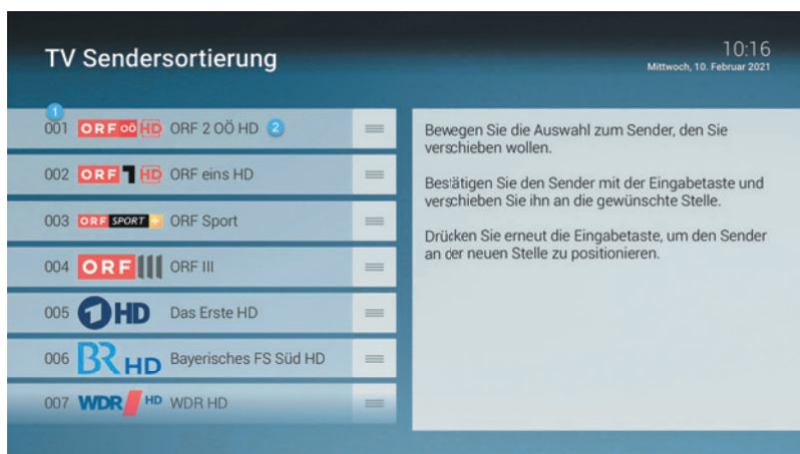 TV Sendersortierung
10:16
Mittwoch, 10. Februar 2021
1
001 ORF oö HD ORF 2 OÖ HD 2
002 ORF 1 HD ORF eins HD
003 ORF SPORT + ORF Sport
004 ORF III ORF III
005 1 HD Das Erste HD
006 BR HD Bayerisches FS Süd HD
007 WDR HD WDR HD
Bewegen Sie die Auswahl zum Sender, den Sie
verschieben wollen.
Bestätigen Sie den Sender mit der Eingabetaste und
verschieben Sie ihn an die gewünschte Stelle.
Drücken Sie erneut die Eingabetaste, um den Sender
an der neuen Stelle zu positionieren.